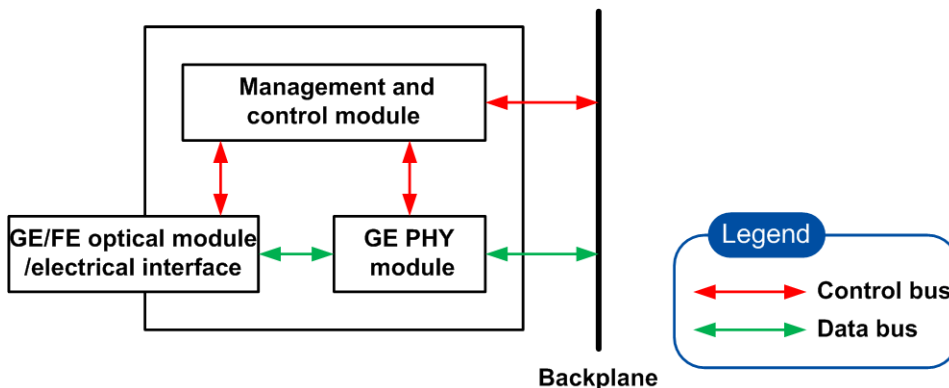 Management and
control module
GE/FE optical module
/electrical interface
GE PHY
module
Backplane
Legend
Control bus
Data bus